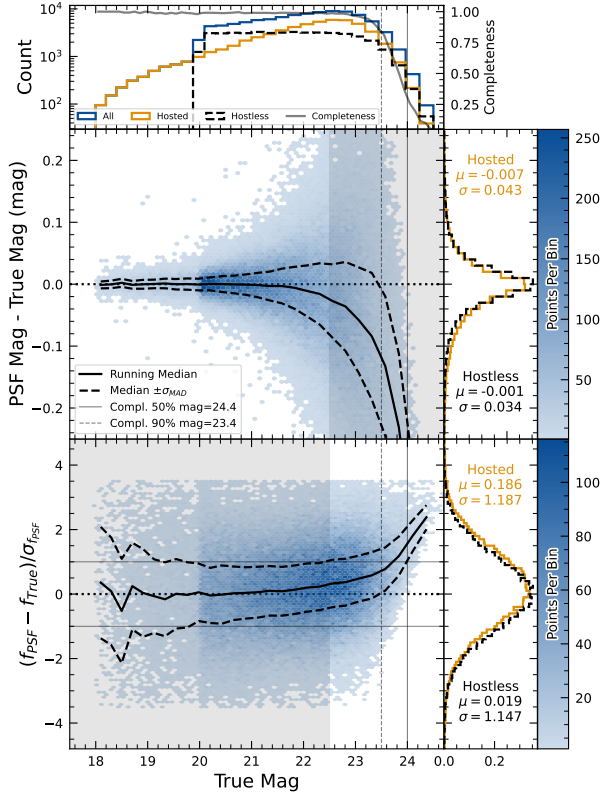 10⁴
10³
10²
Count
1.00
0.75
0.50
0.25
Completeness
All
Hosted
Hostless
Completeness
0.2
0.1
0.0
−0.1
−0.2
PSF Mag - True Mag (mag)
Running Median
Median ±σ_MAD
Compl. 50% mag=24.4
Compl. 90% mag=23.4
Hosted
μ = -0.007
σ = 0.043
Hostless
μ = -0.001
σ = 0.034
250
200
150
100
50
Points Per Bin
4
2
0
−2
−4
(f_PSF − f_True)/σ_f_PSF
Hosted
μ = 0.186
σ = 1.187
Hostless
μ = 0.019
σ = 1.147
100
80
60
40
20
Points Per Bin
18 19 20 21 22 23 24
0.0 0.2
True Mag